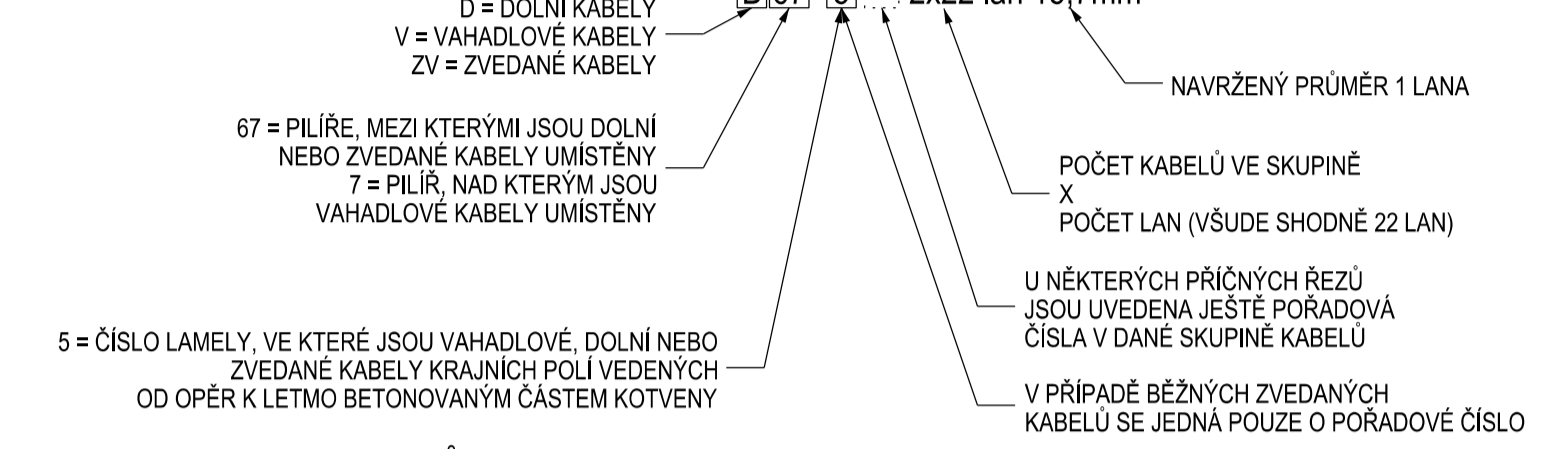 D = DOLNÍ KABELY
V = VAHADLOVÉ KABELY
ZV = ZVEDANÉ KABELY
NAVRŽENÝ PRŮMĚR 1 LANA
67 = PILÍŘE, MEZI KTERÝMI JSOU DOLNÍ
NEBO ZVEDANÉ KABELY UMÍSTĚNY
7 = PILÍŘ, NAD KTERÝM JSOU
VAHADLOVÉ KABELY UMÍSTĚNY
POČET KABELŮ VE SKUPINĚ
X
POČET LAN (VŠUDE SHODNĚ 22 LAN)
U NĚKTERÝCH PŘÍČNÝCH ŘEZŮ
JSOU UVEDENA JEŠTĚ POŘADOVÁ
ČÍSLA V DANÉ SKUPINĚ KABELŮ
5 = ČÍSLO LAMELY, VE KTERÉ JSOU VAHADLOVÉ, DOLNÍ NEBO
ZVEDANÉ KABELY KRAJNÍCH POLÍ VEDENÝCH
OD OPĚR K LETMO BETONOVANÝM ČÁSTEM KOTVENY
V PŘÍPADĚ BĚŽNÝCH ZVEDANÝCH
KABELŮ SE JEDNÁ POUZE O POŘADOVÉ ČÍSLO